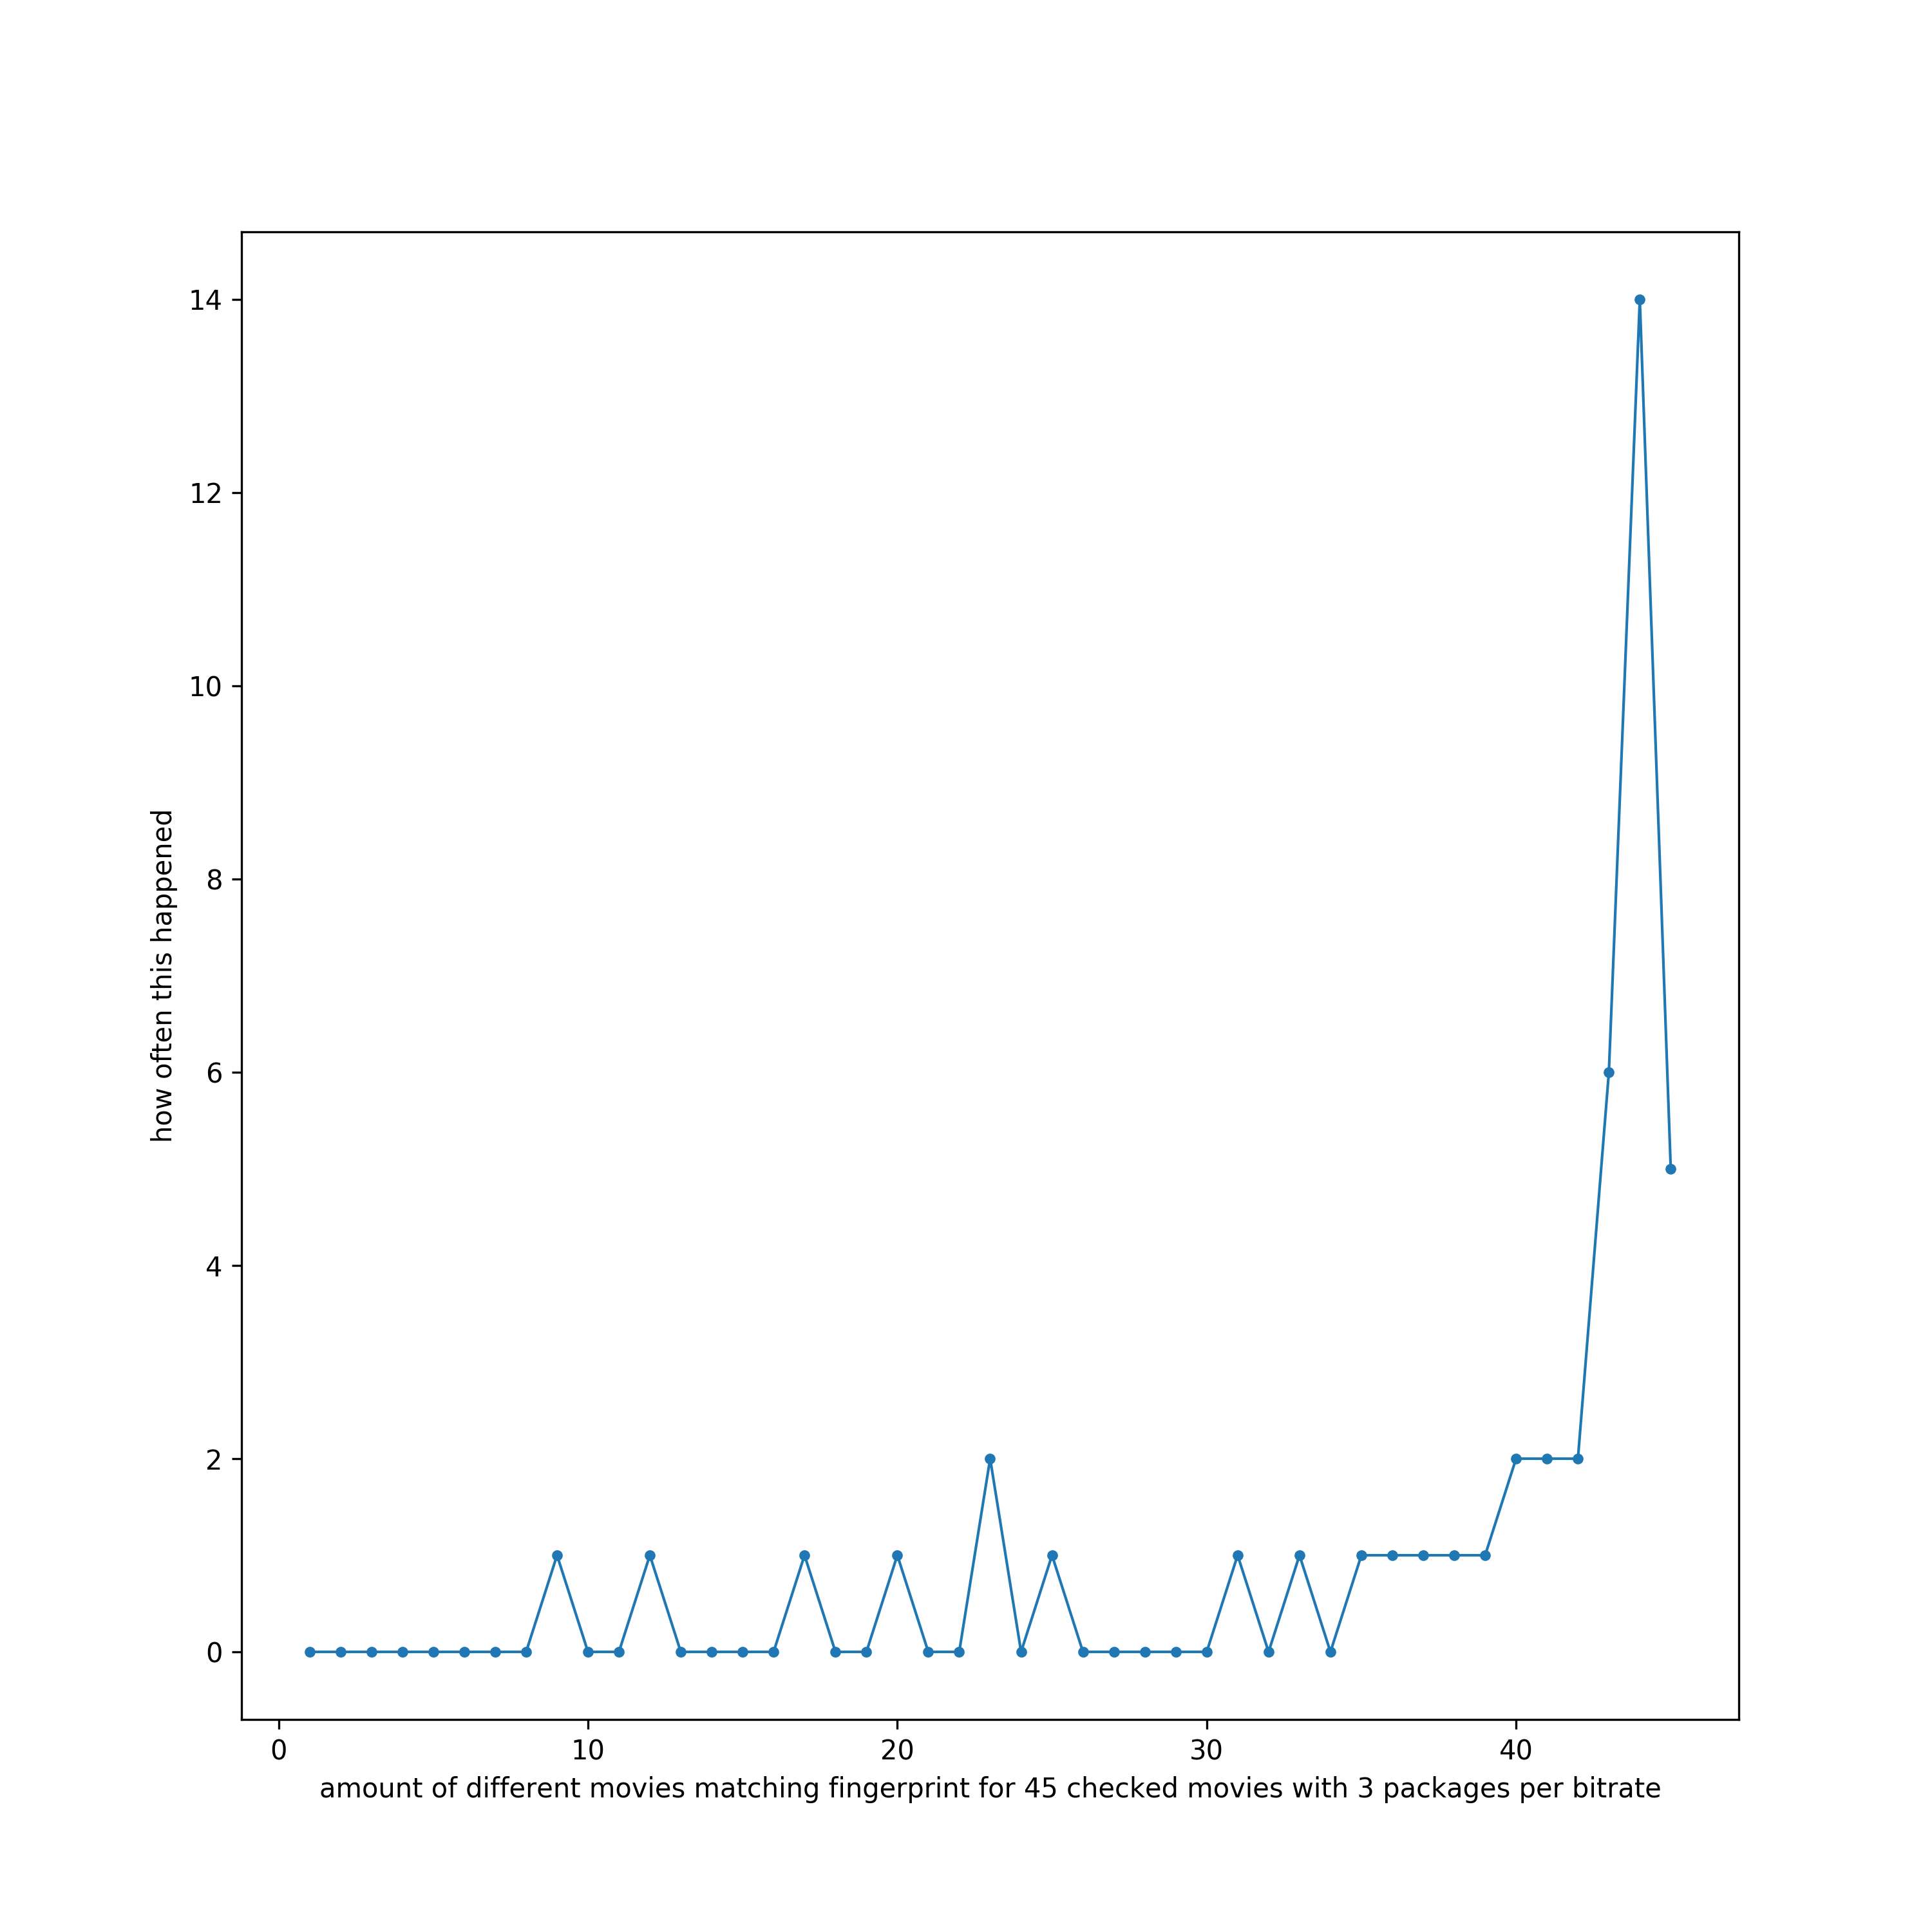 14
12
10
8
6
4
2
0
how often this happened
0 10 20 30 40
amount of different movies matching fingerprint for 45 checked movies with 3 packages per bitrate